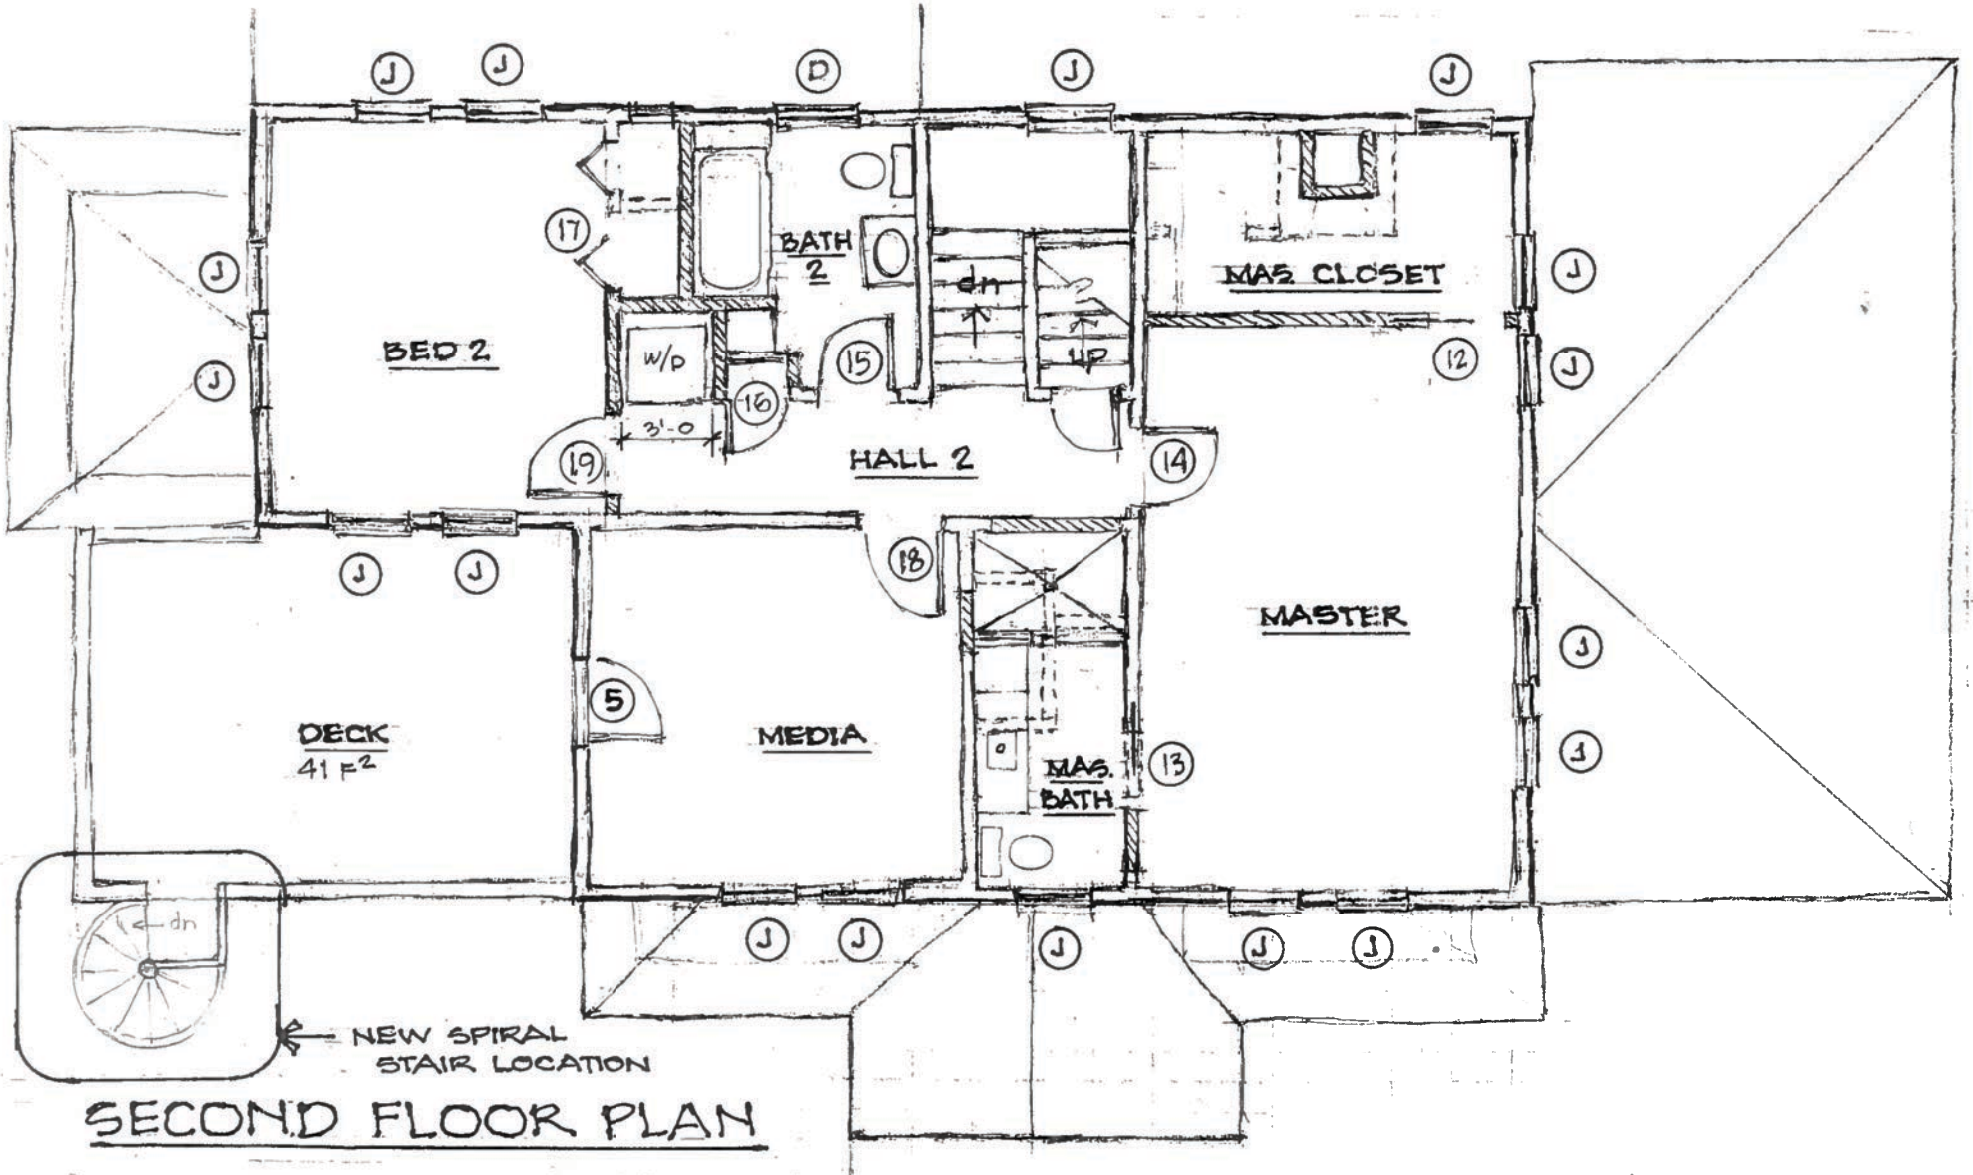 J
J
D
J
J
17
BATH
2
J
dn
MAS. CLOSET
J
BED 2
W/D
15
up
12
J
J
16
3'-0
19
HALL 2
14
18
J
J
MASTER
J
5
DECK
41 F²
MEDIA
MAS.
BATH
13
J
dn
J
J
J
J
J
NEW SPIRAL
STAIR LOCATION
SECOND FLOOR PLAN